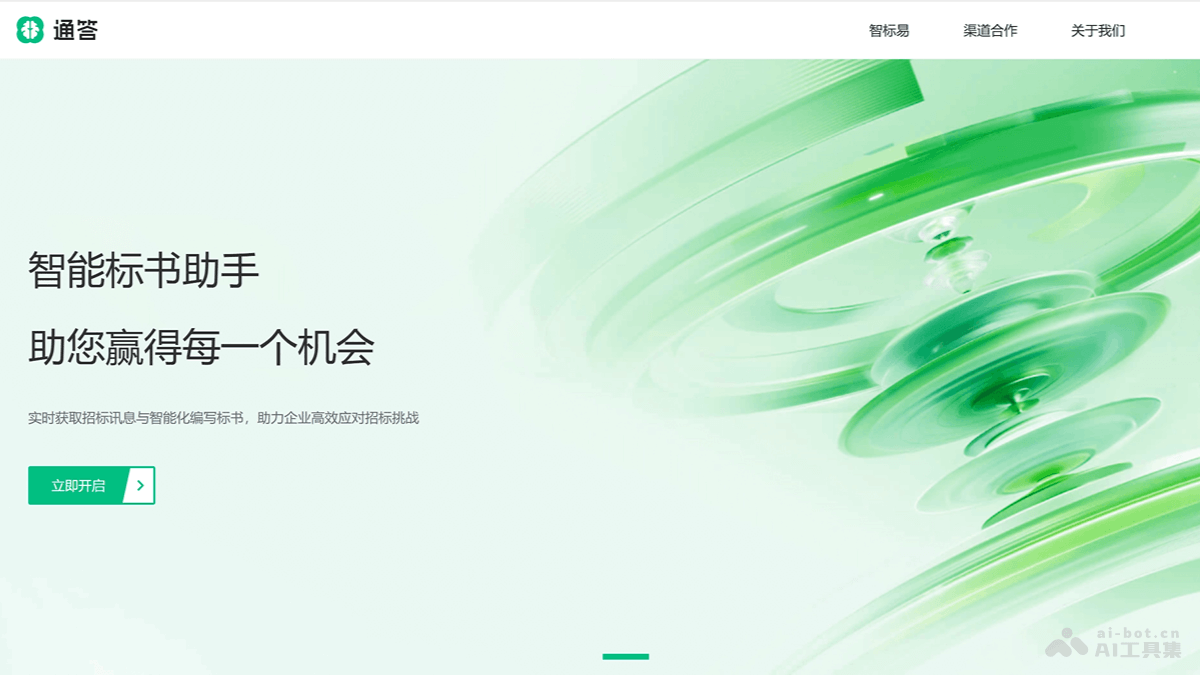 通答
智标易 渠道合作 关于我们
智能标书助手
助您赢得每一个机会
实时获取招标讯息与智能化编写标书，助力企业高效应对招标挑战
立即开启
ai-bot.cn
AI工具集